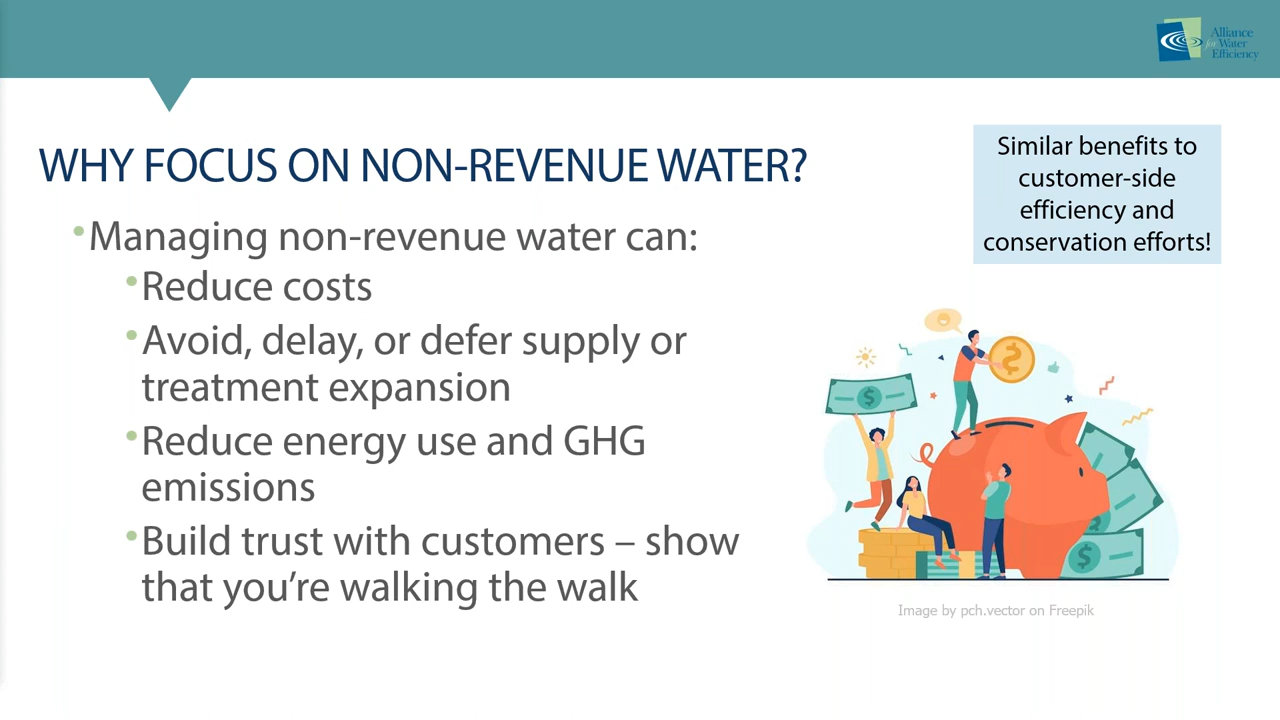 Alliance
for Water
Efficiency
WHY FOCUS ON NON-REVENUE WATER?
Similar benefits to
customer-side
efficiency and
conservation efforts!
•Managing non-revenue water can:
•Reduce costs
•Avoid, delay, or defer supply or
treatment expansion
•Reduce energy use and GHG
emissions
•Build trust with customers – show
that you're walking the walk
Image by pch.vector on Freepik